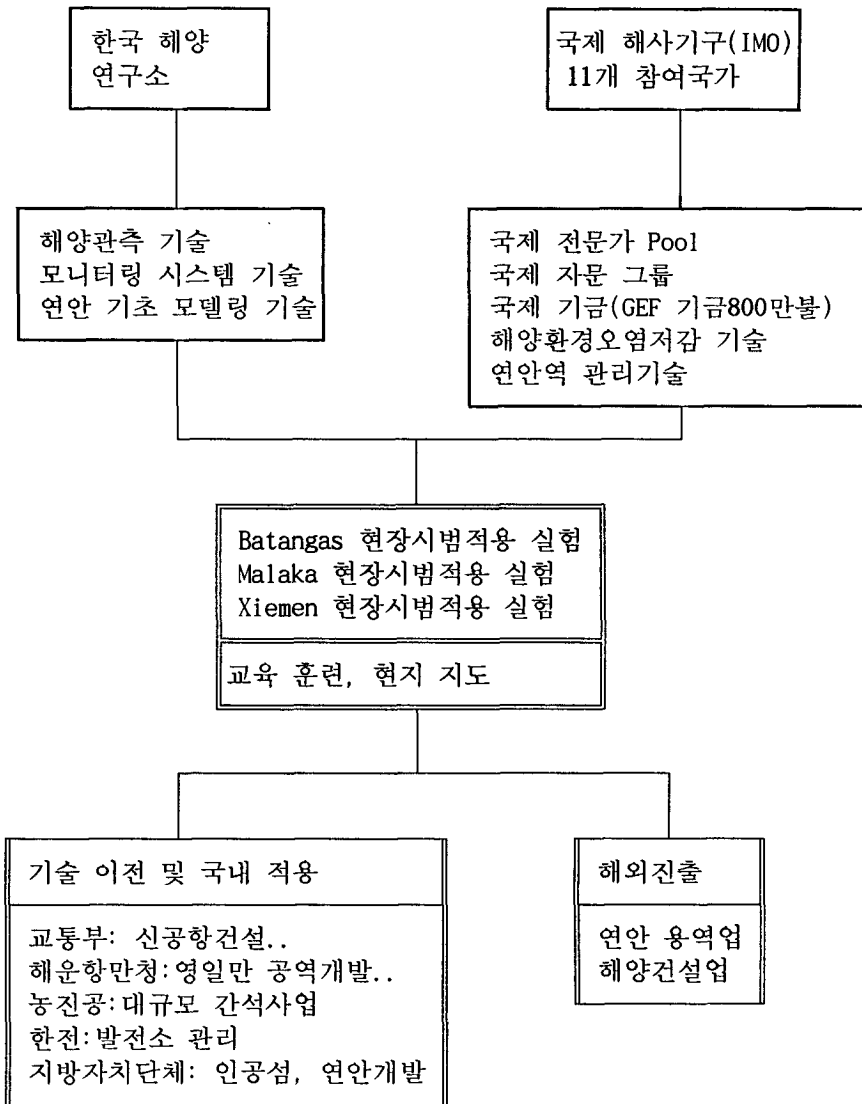 한국 해양
연구소
국제 해사기구(IMO)
11개 참여국가
해양관측 기술
모니터링 시스템 기술
연안 기초 모델링 기술
국제 전문가 Pool
국제 자문 그룹
국제 기금(GEF 기금800만불)
해양환경오염저감 기술
연안역 관리기술
Batangas 현장시범적용 실험
Malaka 현장시범적용 실험
Xiemen 현장시범적용 실험
교육 훈련, 현지 지도
기술 이전 및 국내 적용
교통부: 신공항건설..
해운항만청:영일만 공역개발..
농진공:대규모 간석사업
한전:발전소 관리
지방자치단체: 인공섬, 연안개발
해외진출
연안 용역업
해양건설업